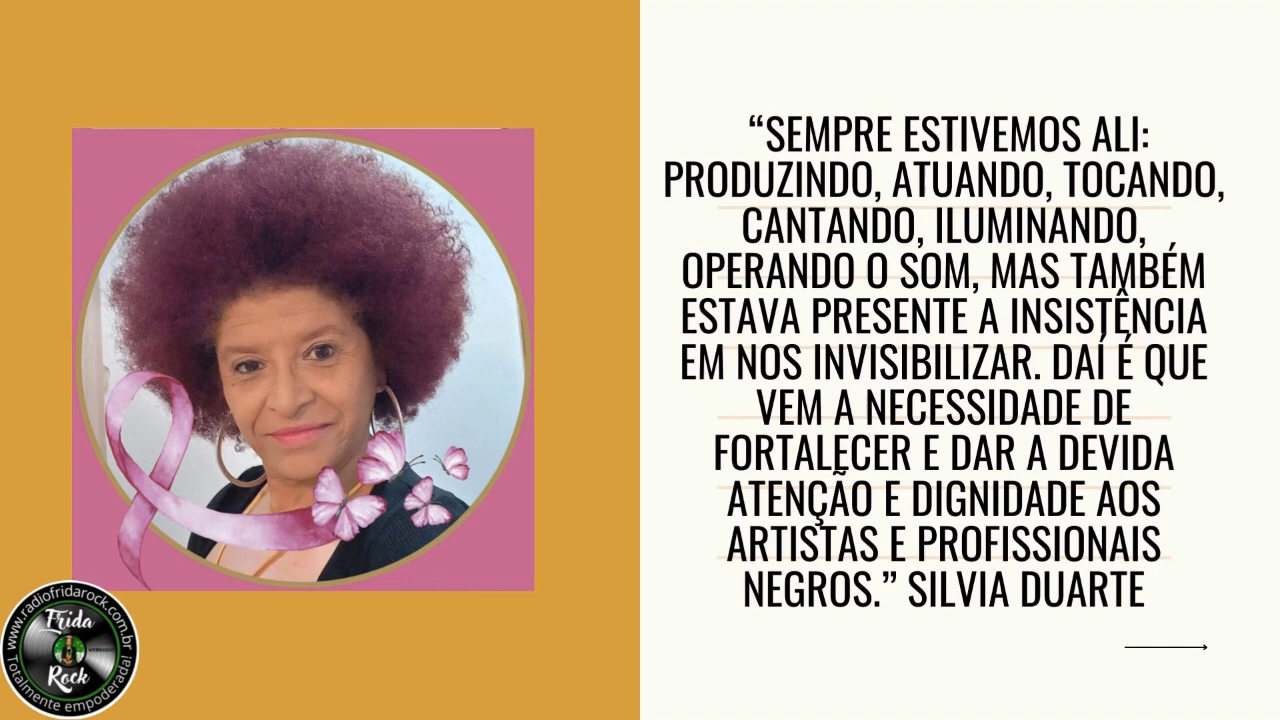 “SEMPRE ESTIVEMOS ALI:
PRODUZINDO, ATUANDO, TOCANDO,
CANTANDO, ILUMINANDO,
OPERANDO O SOM, MAS TAMBÉM
ESTAVA PRESENTE A INSISTÊNCIA
EM NOS INVISIBILIZAR. DAÍ É QUE
VEM A NECESSIDADE DE
FORTALECER E DAR A DEVIDA
ATENÇÃO E DIGNIDADE AOS
ARTISTAS E PROFISSIONAIS
NEGROS.” SILVIA DUARTE
www.radiofridarock.com.br
Frida
WEBRADIO
Rock
Totalmente empoderada!